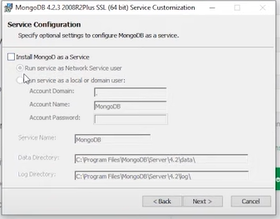 MongoDB 4.2.3 2008R2Plus SSL (64 bit) Service Customization
Service Configuration
Specify optional settings to configure MongoDB as a service.
Install MongoD as a Service
Run service as Network Service user
Run service as a local or domain user:
Account Domain:
.
Account Name:
MongoDB
Account Password:
Service Name:
MongoDB
Data Directory:
C:\Program Files\MongoDB\Server\4.2\data\
Log Directory:
C:\Program Files\MongoDB\Server\4.2\log\
< Back
Next >
Cancel